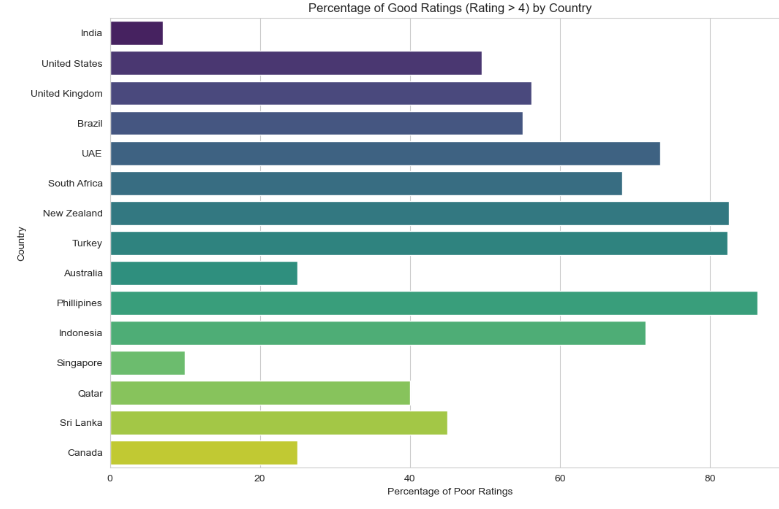 Percentage of Good Ratings (Rating > 4) by Country
India
United States
United Kingdom
Brazil
UAE
South Africa
New Zealand
Turkey
Australia
Phillipines
Indonesia
Singapore
Qatar
Sri Lanka
Canada
Country
0 20 40 60 80
Percentage of Poor Ratings